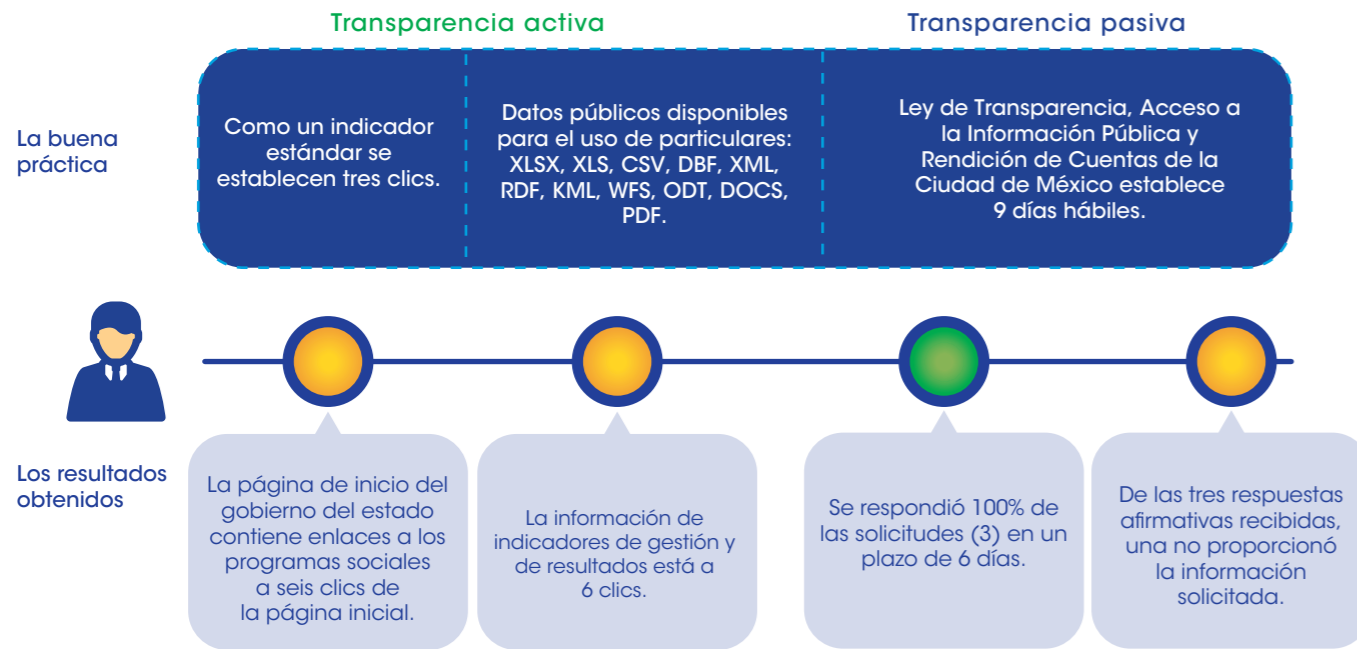 Transparencia activa
Transparencia pasiva
La buena
práctica
Como un indicador
estándar se
establecen tres clics.
Datos públicos disponibles
para el uso de particulares:
XLSX, XLS, CSV, DBF, XML,
RDF, KML, WFS, ODT, DOCS,
PDF.
Ley de Transparencia, Acceso a
la Información Pública y
Rendición de Cuentas de la
Ciudad de México establece
9 días hábiles.
Los resultados
obtenidos
La página de inicio del
gobierno del estado
contiene enlaces a los
programas sociales
a seis clics de
la página inicial.
La información de
indicadores de gestión y
de resultados está a
6 clics.
Se respondió 100% de
las solicitudes (3) en un
plazo de 6 días.
De las tres respuestas
afirmativas recibidas,
una no proporcionó
la información
solicitada.